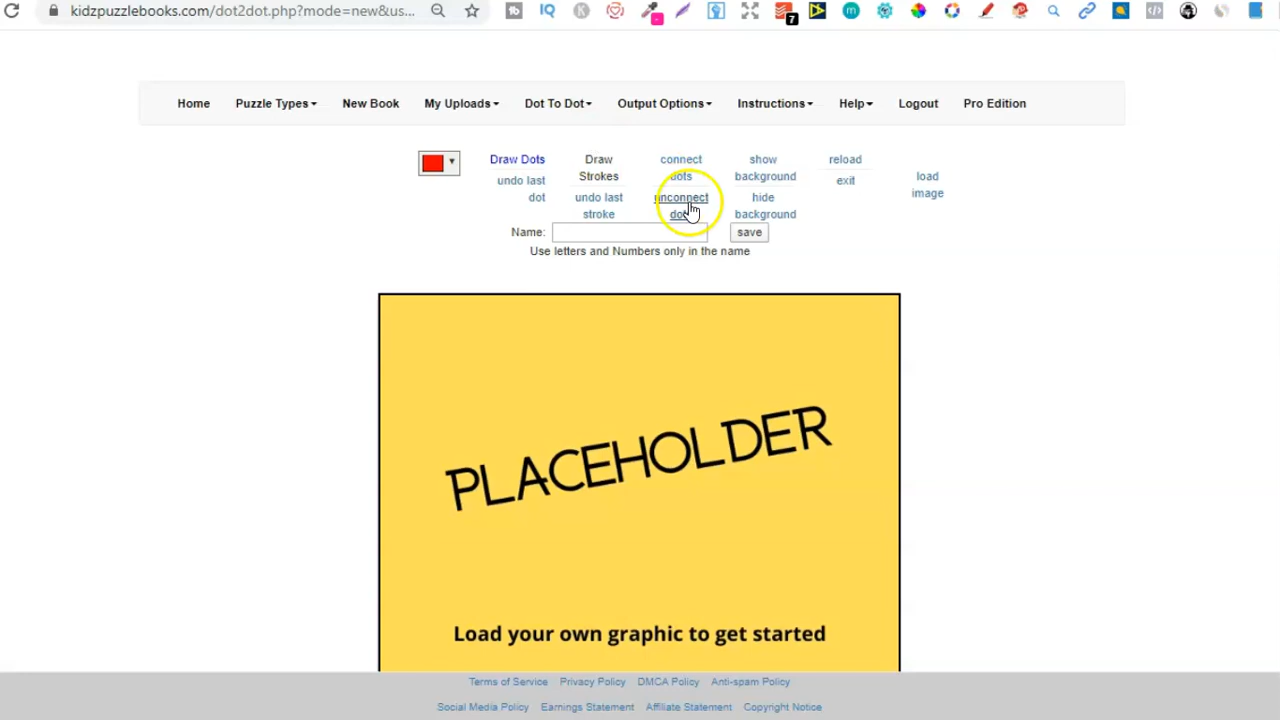 kidzpuzzlebooks.com/dot2dot.php?mode=new&us...
7
Home Puzzle Types New Book My Uploads Dot To Dot Output Options Instructions Help Logout Pro Edition
Draw Dots Draw Strokes connect dots show background reload
undo last dot undo last stroke unconnect dots hide background exit load image
Name: save
Use letters and Numbers only in the name
PLACEHOLDER
Load your own graphic to get started
Terms of Service Privacy Policy DMCA Policy Anti-spam Policy
Social Media Policy Earnings Statement Affiliate Statement Copyright Notice